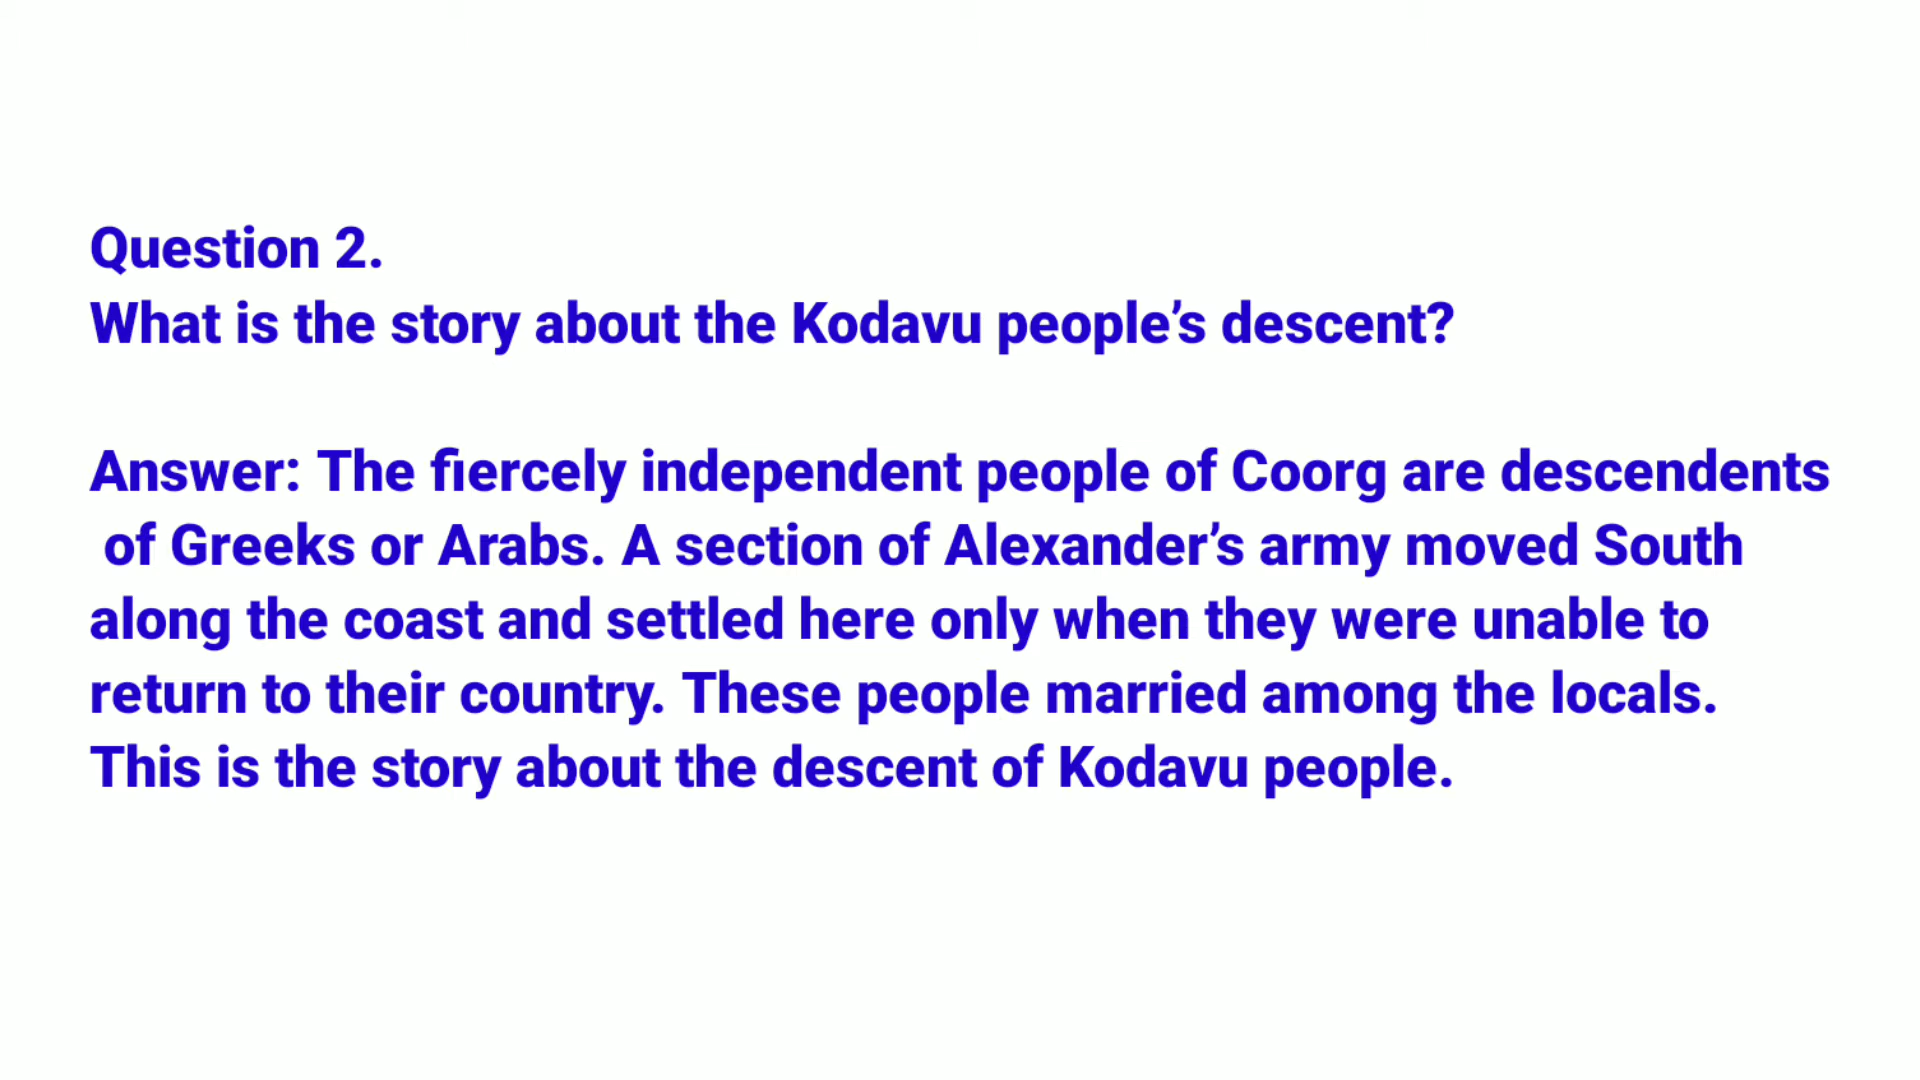 Question 2.
What is the story about the Kodavu people’s descent?
Answer: The fiercely independent people of Coorg are descendents
of Greeks or Arabs. A section of Alexander’s army moved South
along the coast and settled here only when they were unable to
return to their country. These people married among the locals.
This is the story about the descent of Kodavu people.